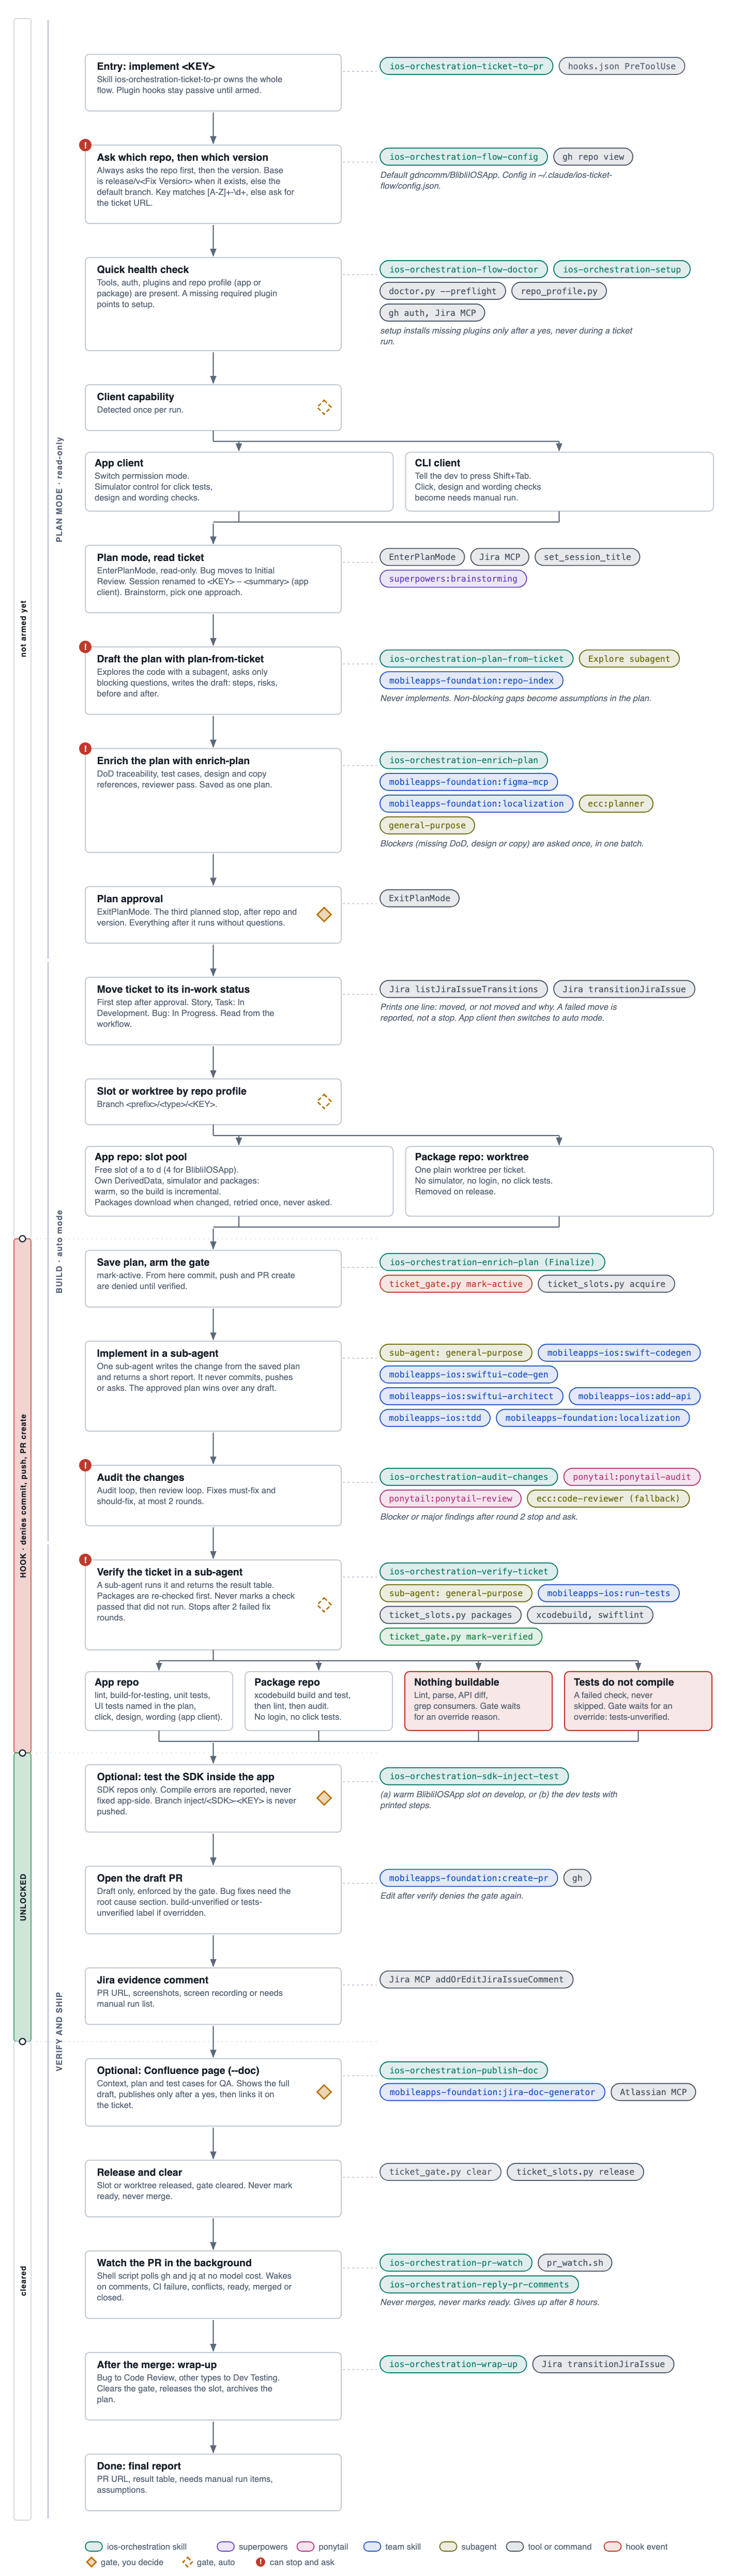 Entry: implement <KEY>
Skill ios-orchestration-ticket-to-pr owns the whole
flow. Plugin hooks stay passive until armed.
ios-orchestration-ticket-to-pr
hooks.json PreToolUse
!
Ask which repo, then which version
Always asks the repo first, then the version. Base
is release/v<Fix Version> when it exists, else the
default branch. Key matches [A-Z]+-\d+, else ask for
the ticket URL.
ios-orchestration-flow-config
gh repo view
Default gdncomm/BlibliIOSApp. Config in ~/.claude/ios-ticket-
flow/config.json.
Quick health check
Tools, auth, plugins and repo profile (app or
package) are present. A missing required plugin
points to setup.
ios-orchestration-flow-doctor
ios-orchestration-setup
doctor.py --preflight
repo_profile.py
gh auth, Jira MCP
setup installs missing plugins only after a yes, never during a ticket
run.
Client capability
Detected once per run.
PLAN MODE · read-only
App client
Switch permission mode.
Simulator control for click tests,
design and wording checks.
CLI client
Tell the dev to press Shift+Tab.
Click, design and wording checks
become needs manual run.
Plan mode, read ticket
EnterPlanMode, read-only. Bug moves to Initial
Review. Session renamed to <KEY> – <summary> (app
client). Brainstorm, pick one approach.
EnterPlanMode
Jira MCP
set_session_title
superpowers:brainstorming
not armed yet
!
Draft the plan with plan-from-ticket
Explores the code with a subagent, asks only
blocking questions, writes the draft: steps, risks,
before and after.
ios-orchestration-plan-from-ticket
Explore subagent
mobileapps-foundation:repo-index
Never implements. Non-blocking gaps become assumptions in the plan.
!
Enrich the plan with enrich-plan
DoD traceability, test cases, design and copy
references, reviewer pass. Saved as one plan.
ios-orchestration-enrich-plan
mobileapps-foundation:figma-mcp
mobileapps-foundation:localization
ecc:planner
general-purpose
Blockers (missing DoD, design or copy) are asked once, in one batch.
Plan approval
ExitPlanMode. The third planned stop, after repo and
version. Everything after it runs without questions.
ExitPlanMode
Move ticket to its in-work status
First step after approval. Story, Task: In
Development. Bug: In Progress. Read from the
workflow.
Jira listJiraIssueTransitions
Jira transitionJiraIssue
Prints one line: moved, or not moved and why. A failed move is
reported, not a stop. App client then switches to auto mode.
Slot or worktree by repo profile
Branch <prefix>/<type>/<KEY>.
App repo: slot pool
Free slot of a to d (4 for BlibliIOSApp).
Own DerivedData, simulator and packages:
warm, so the build is incremental.
Packages download when changed, retried once, never asked.
Package repo: worktree
One plain worktree per ticket.
No simulator, no login, no click tests.
Removed on release.
BUILD · auto mode
Save plan, arm the gate
mark-active. From here commit, push and PR create
are denied until verified.
ios-orchestration-enrich-plan (Finalize)
ticket_gate.py mark-active
ticket_slots.py acquire
Implement in a sub-agent
One sub-agent writes the change from the saved plan
and returns a short report. It never commits, pushes
or asks. The approved plan wins over any draft.
sub-agent: general-purpose
mobileapps-ios:swift-codegen
mobileapps-ios:swiftui-code-gen
mobileapps-ios:swiftui-architect
mobileapps-ios:add-api
mobileapps-ios:tdd
mobileapps-foundation:localization
HOOK · denies commit, push, PR create
!
Audit the changes
Audit loop, then review loop. Fixes must-fix and
should-fix, at most 2 rounds.
ios-orchestration-audit-changes
ponytail:ponytail-audit
ponytail:ponytail-review
ecc:code-reviewer (fallback)
Blocker or major findings after round 2 stop and ask.
!
Verify the ticket in a sub-agent
A sub-agent runs it and returns the result table.
Packages are re-checked first. Never marks a check
passed that did not run. Stops after 2 failed fix
rounds.
ios-orchestration-verify-ticket
sub-agent: general-purpose
mobileapps-ios:run-tests
ticket_slots.py packages
xcodebuild, swiftlint
ticket_gate.py mark-verified
App repo
lint, build-for-testing, unit tests,
UI tests named in the plan,
click, design, wording (app client).
Package repo
xcodebuild build and test,
then lint, then audit.
No login, no click tests.
Nothing buildable
Lint, parse, API diff,
grep consumers. Gate waits
for an override reason.
Tests do not compile
A failed check, never
skipped. Gate waits for an
override: tests-unverified.
Optional: test the SDK inside the app
SDK repos only. Compile errors are reported, never
fixed app-side. Branch inject/<SDK>-<KEY> is never
pushed.
ios-orchestration-sdk-inject-test
(a) warm BlibliIOSApp slot on develop, or (b) the dev tests with
printed steps.
UNLOCKED
Open the draft PR
Draft only, enforced by the gate. Bug fixes need the
root cause section. build-unverified or tests-
unverified label if overridden.
mobileapps-foundation:create-pr
gh
Edit after verify denies the gate again.
Jira evidence comment
PR URL, screenshots, screen recording or needs
manual run list.
Jira MCP addOrEditJiraIssueComment
VERIFY AND SHIP
Optional: Confluence page (--doc)
Context, plan and test cases for QA. Shows the full
draft, publishes only after a yes, then links it on
the ticket.
ios-orchestration-publish-doc
mobileapps-foundation:jira-doc-generator
Atlassian MCP
Release and clear
Slot or worktree released, gate cleared. Never mark
ready, never merge.
ticket_gate.py clear
ticket_slots.py release
cleared
Watch the PR in the background
Shell script polls gh and jq at no model cost. Wakes
on comments, CI failure, conflicts, ready, merged or
closed.
ios-orchestration-pr-watch
pr_watch.sh
ios-orchestration-reply-pr-comments
Never merges, never marks ready. Gives up after 8 hours.
After the merge: wrap-up
Bug to Code Review, other types to Dev Testing.
Clears the gate, releases the slot, archives the
plan.
ios-orchestration-wrap-up
Jira transitionJiraIssue
Done: final report
PR URL, result table, needs manual run items,
assumptions.
ios-orchestration skill
superpowers
ponytail
team skill
subagent
tool or command
hook event
gate, you decide
gate, auto
! can stop and ask